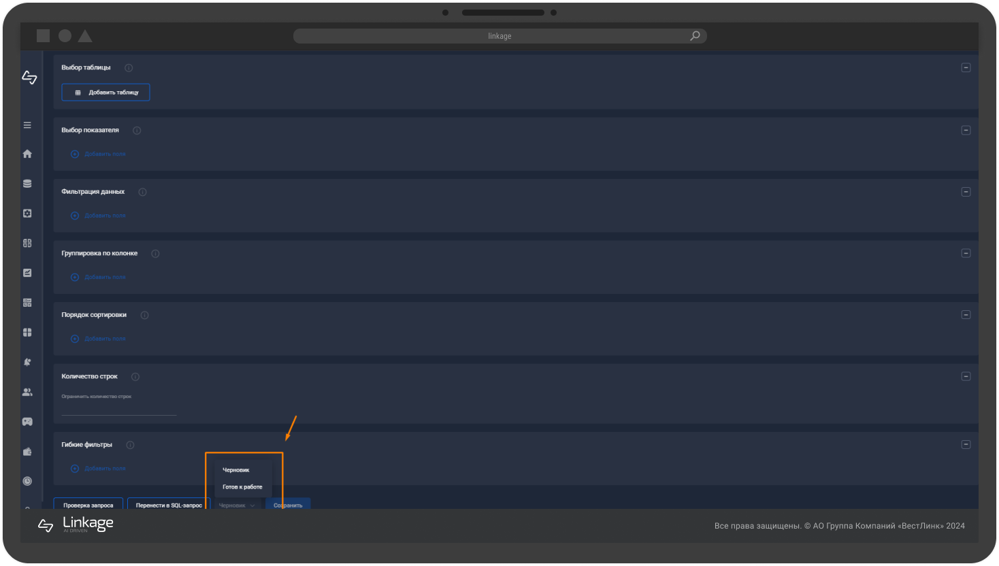 linkage
Выбор таблицы
Добавить таблицу
Выбор показателя
Добавить поля
Фильтрация данных
Добавить поля
Группировка по колонке
Добавить поля
Порядок сортировки
Добавить поля
Количество строк
Ограничить количество строк
Гибкие фильтры
Добавить поля
Черновик
Готов к работе
Проверка запроса
Перенести в SQL-запрос
Черновик
Сохранить
Linkage
AI DRIVEN
Все права защищены. © АО Группа Компаний «ВестЛинк» 2024